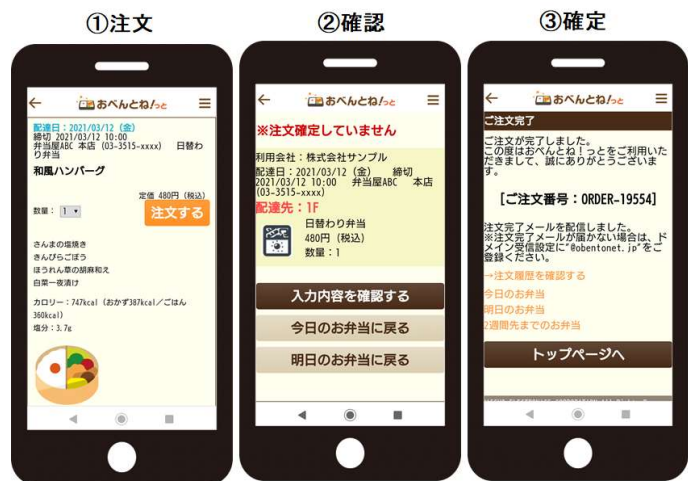 ①注文
おべんとね!っと
配達日：2021/03/12（金）
締切 2021/03/12 10:00
弁当屋ABC 本店（03-3515-xxxx） 日替わ
り弁当
和風ハンバーグ
定価 480円（税込）
数量： 1
注文する
さんまの塩焼き
きんぴらごぼう
ほうれん草の胡麻和え
白菜一夜漬け
カロリー：747kcal（おかず387kcal／ごはん
360kcal）
塩分：3.7g
②確認
おべんとね!っと
※注文確定していません
利用会社：株式会社サンプル
配達日：2021/03/12（金） 締切
2021/03/12 10:00 弁当屋ABC 本店
(03-3515-xxxx)
配達先：1F
日替わり弁当
480円（税込）
数量：1
入力内容を確認する
今日のお弁当に戻る
明日のお弁当に戻る
③確定
おべんとね!っと
ご注文完了
ご注文が完了しました。
この度はおべんとね！っとをご利用いた
だきまして、誠にありがとうございま
す。
［ご注文番号：ORDER-19554］
注文完了メールを配信しました。
※注文完了メールが届かない場合は、ド
メイン受信設定に"@obentonet.jp"をご
登録ください。
→注文履歴を確認する
今日のお弁当
明日のお弁当
2週間先までのお弁当
トップページへ